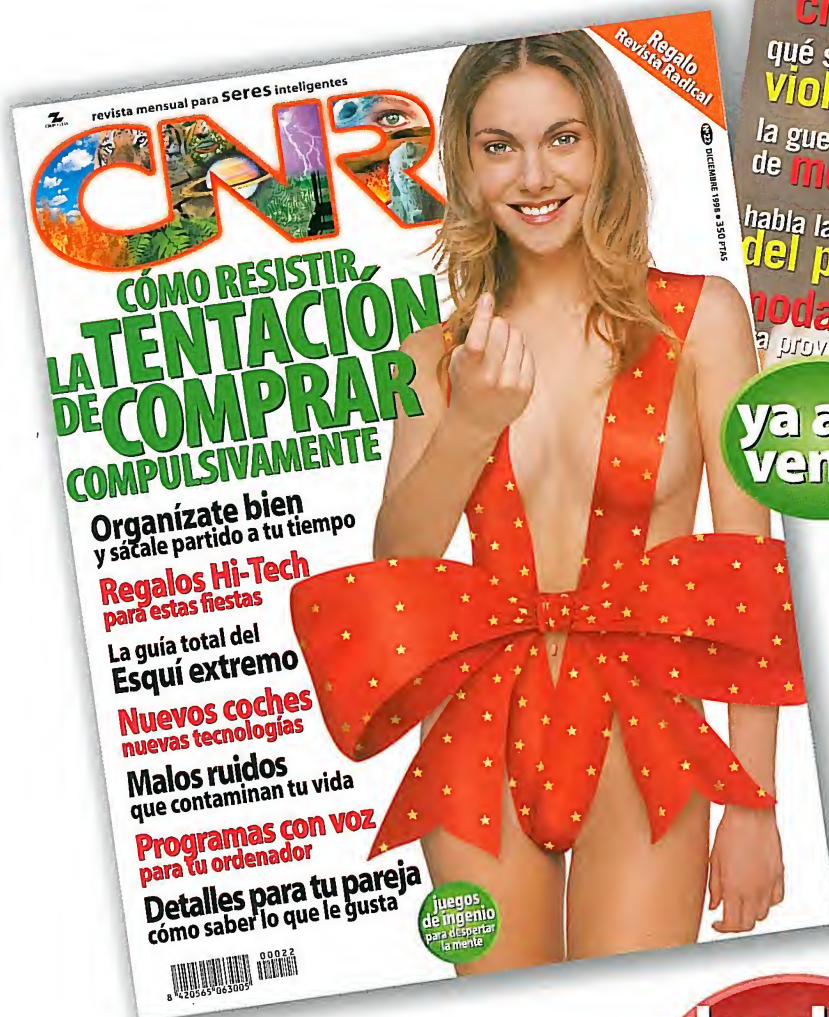 revista mensual para seres inteligentes
CNR
Regalo
Revista Radical
DICIEMBRE 1998 • 350 PTAS
CÓMO RESISTIR
LA TENTACIÓN
DE COMPRAR
COMPULSIVAMENTE
Organízate bien
y sácale partido a tu tiempo
Regalos Hi-Tech
para estas fiestas
La guía total del
Esquí extremo
Nuevos coches
nuevas tecnologías
Malos ruidos
que contaminan tu vida
Programas con voz
para tu ordenador
Detalles para tu pareja
cómo saber lo que le gusta
juegos
de ingenio
para despertar
la mente
00022
8 420565 063005
qué s
viol
la gue
de
habla la
del p
moda
a prov
ya a
ven